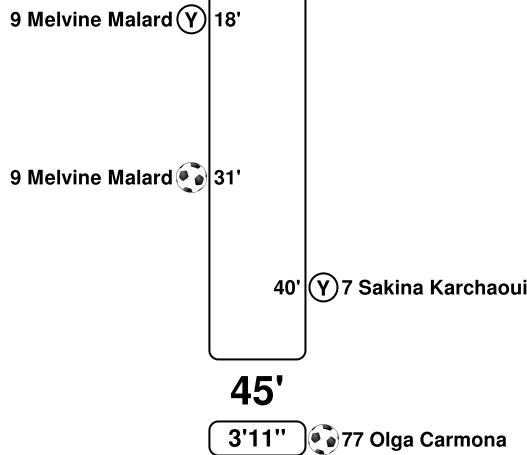 9 Melvine Malard Y 18'
9 Melvine Malard 31'
40' Y 7 Sakina Karchaoui
45'
3'11" 77 Olga Carmona